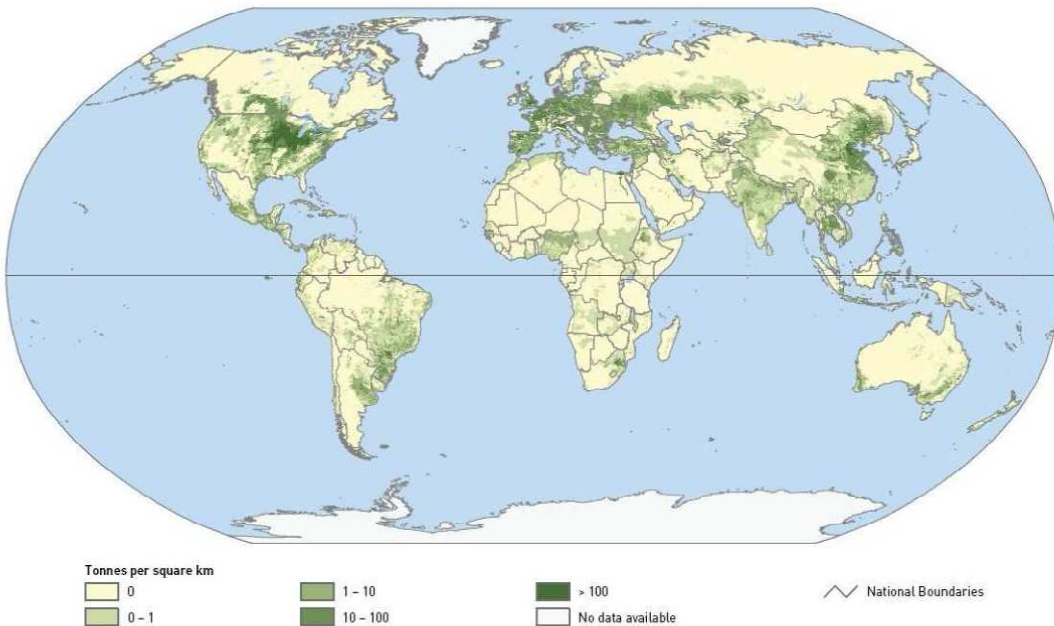 Tonnes per square km
0
1 – 10
> 100
National Boundaries
0 – 1
10 – 100
No data available